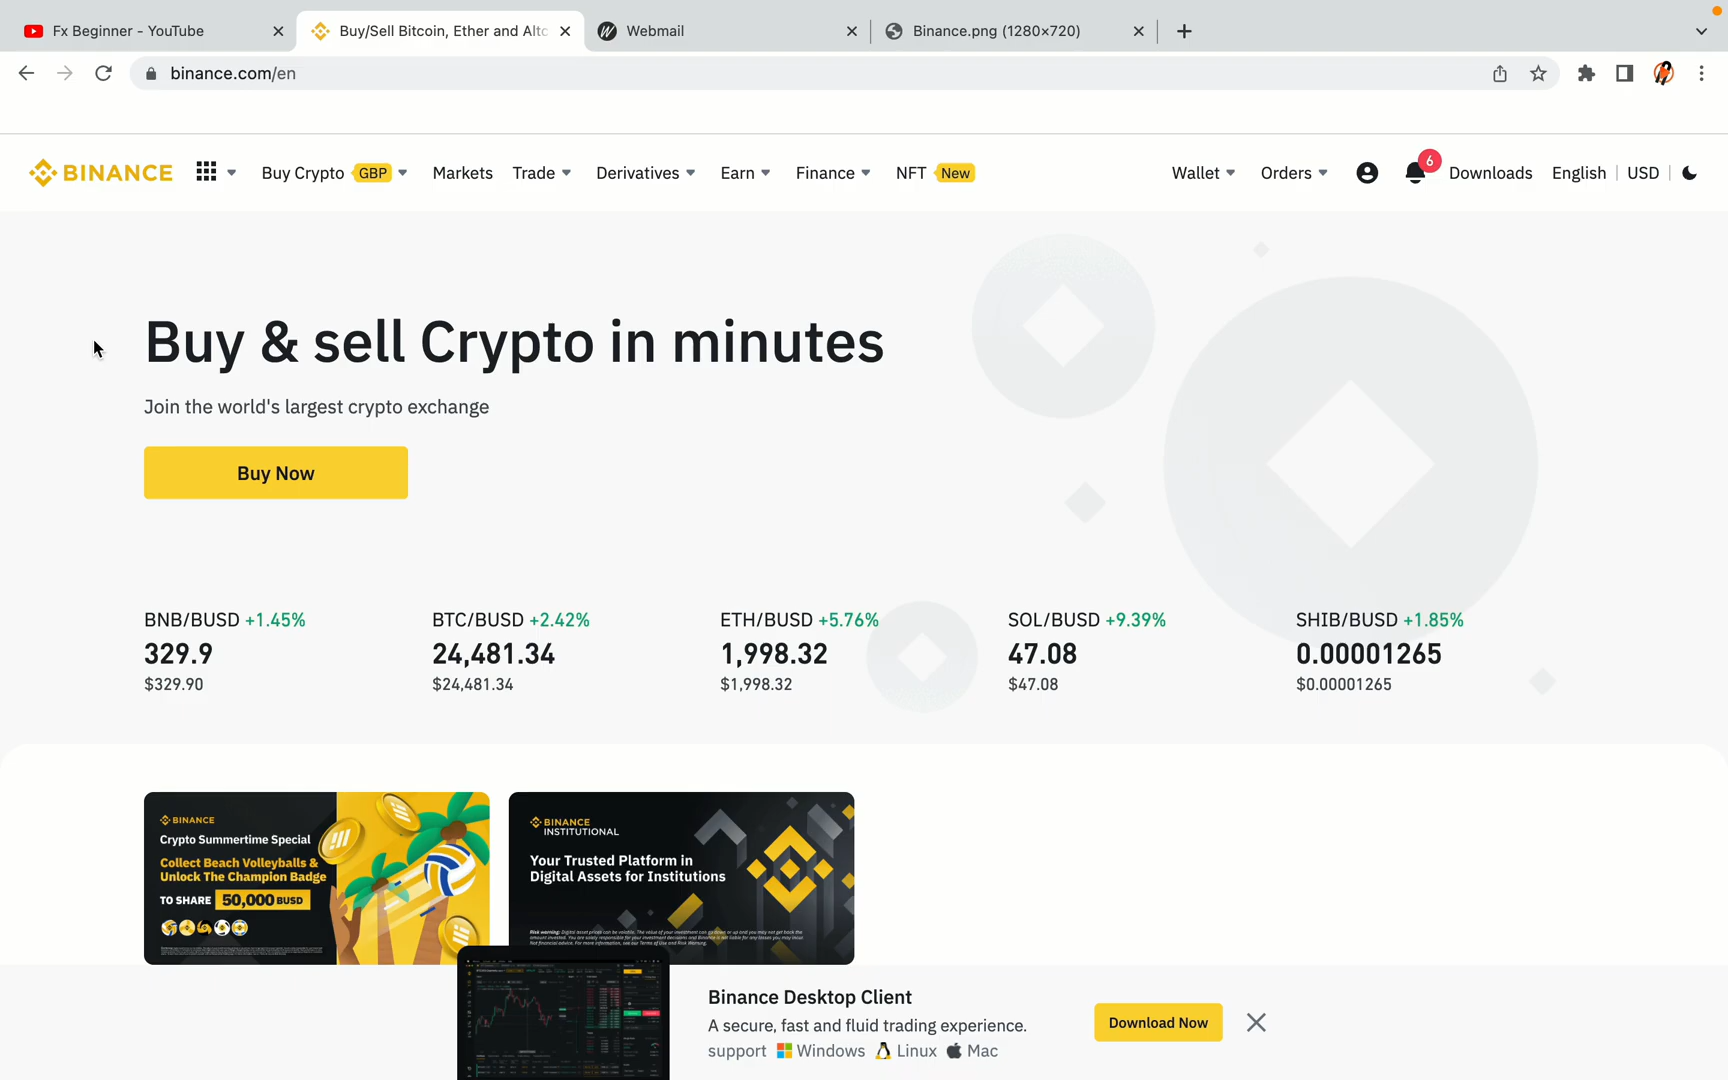 Fx Beginner - YouTube
Buy/Sell Bitcoin, Ether and Altc
Webmail
Binance.png (1280×720)
binance.com/en
BINANCE
Buy Crypto GBP
Markets
Trade
Derivatives
Earn
Finance
NFT New
Wallet
Orders
6
Downloads
English
USD
Buy & sell Crypto in minutes
Join the world's largest crypto exchange
Buy Now
BNB/BUSD +1.45%
329.9
$329.90
BTC/BUSD +2.42%
24,481.34
$24,481.34
ETH/BUSD +5.76%
1,998.32
$1,998.32
SOL/BUSD +9.39%
47.08
$47.08
SHIB/BUSD +1.85%
0.00001265
$0.00001265
BINANCE
Crypto Summertime Special
Collect Beach Volleyballs &
Unlock The Champion Badge
TO SHARE 50,000 BUSD
BINANCE
INSTITUTIONAL
Your Trusted Platform in
Digital Assets for Institutions
Binance Desktop Client
A secure, fast and fluid trading experience.
support Windows Linux Mac
Download Now